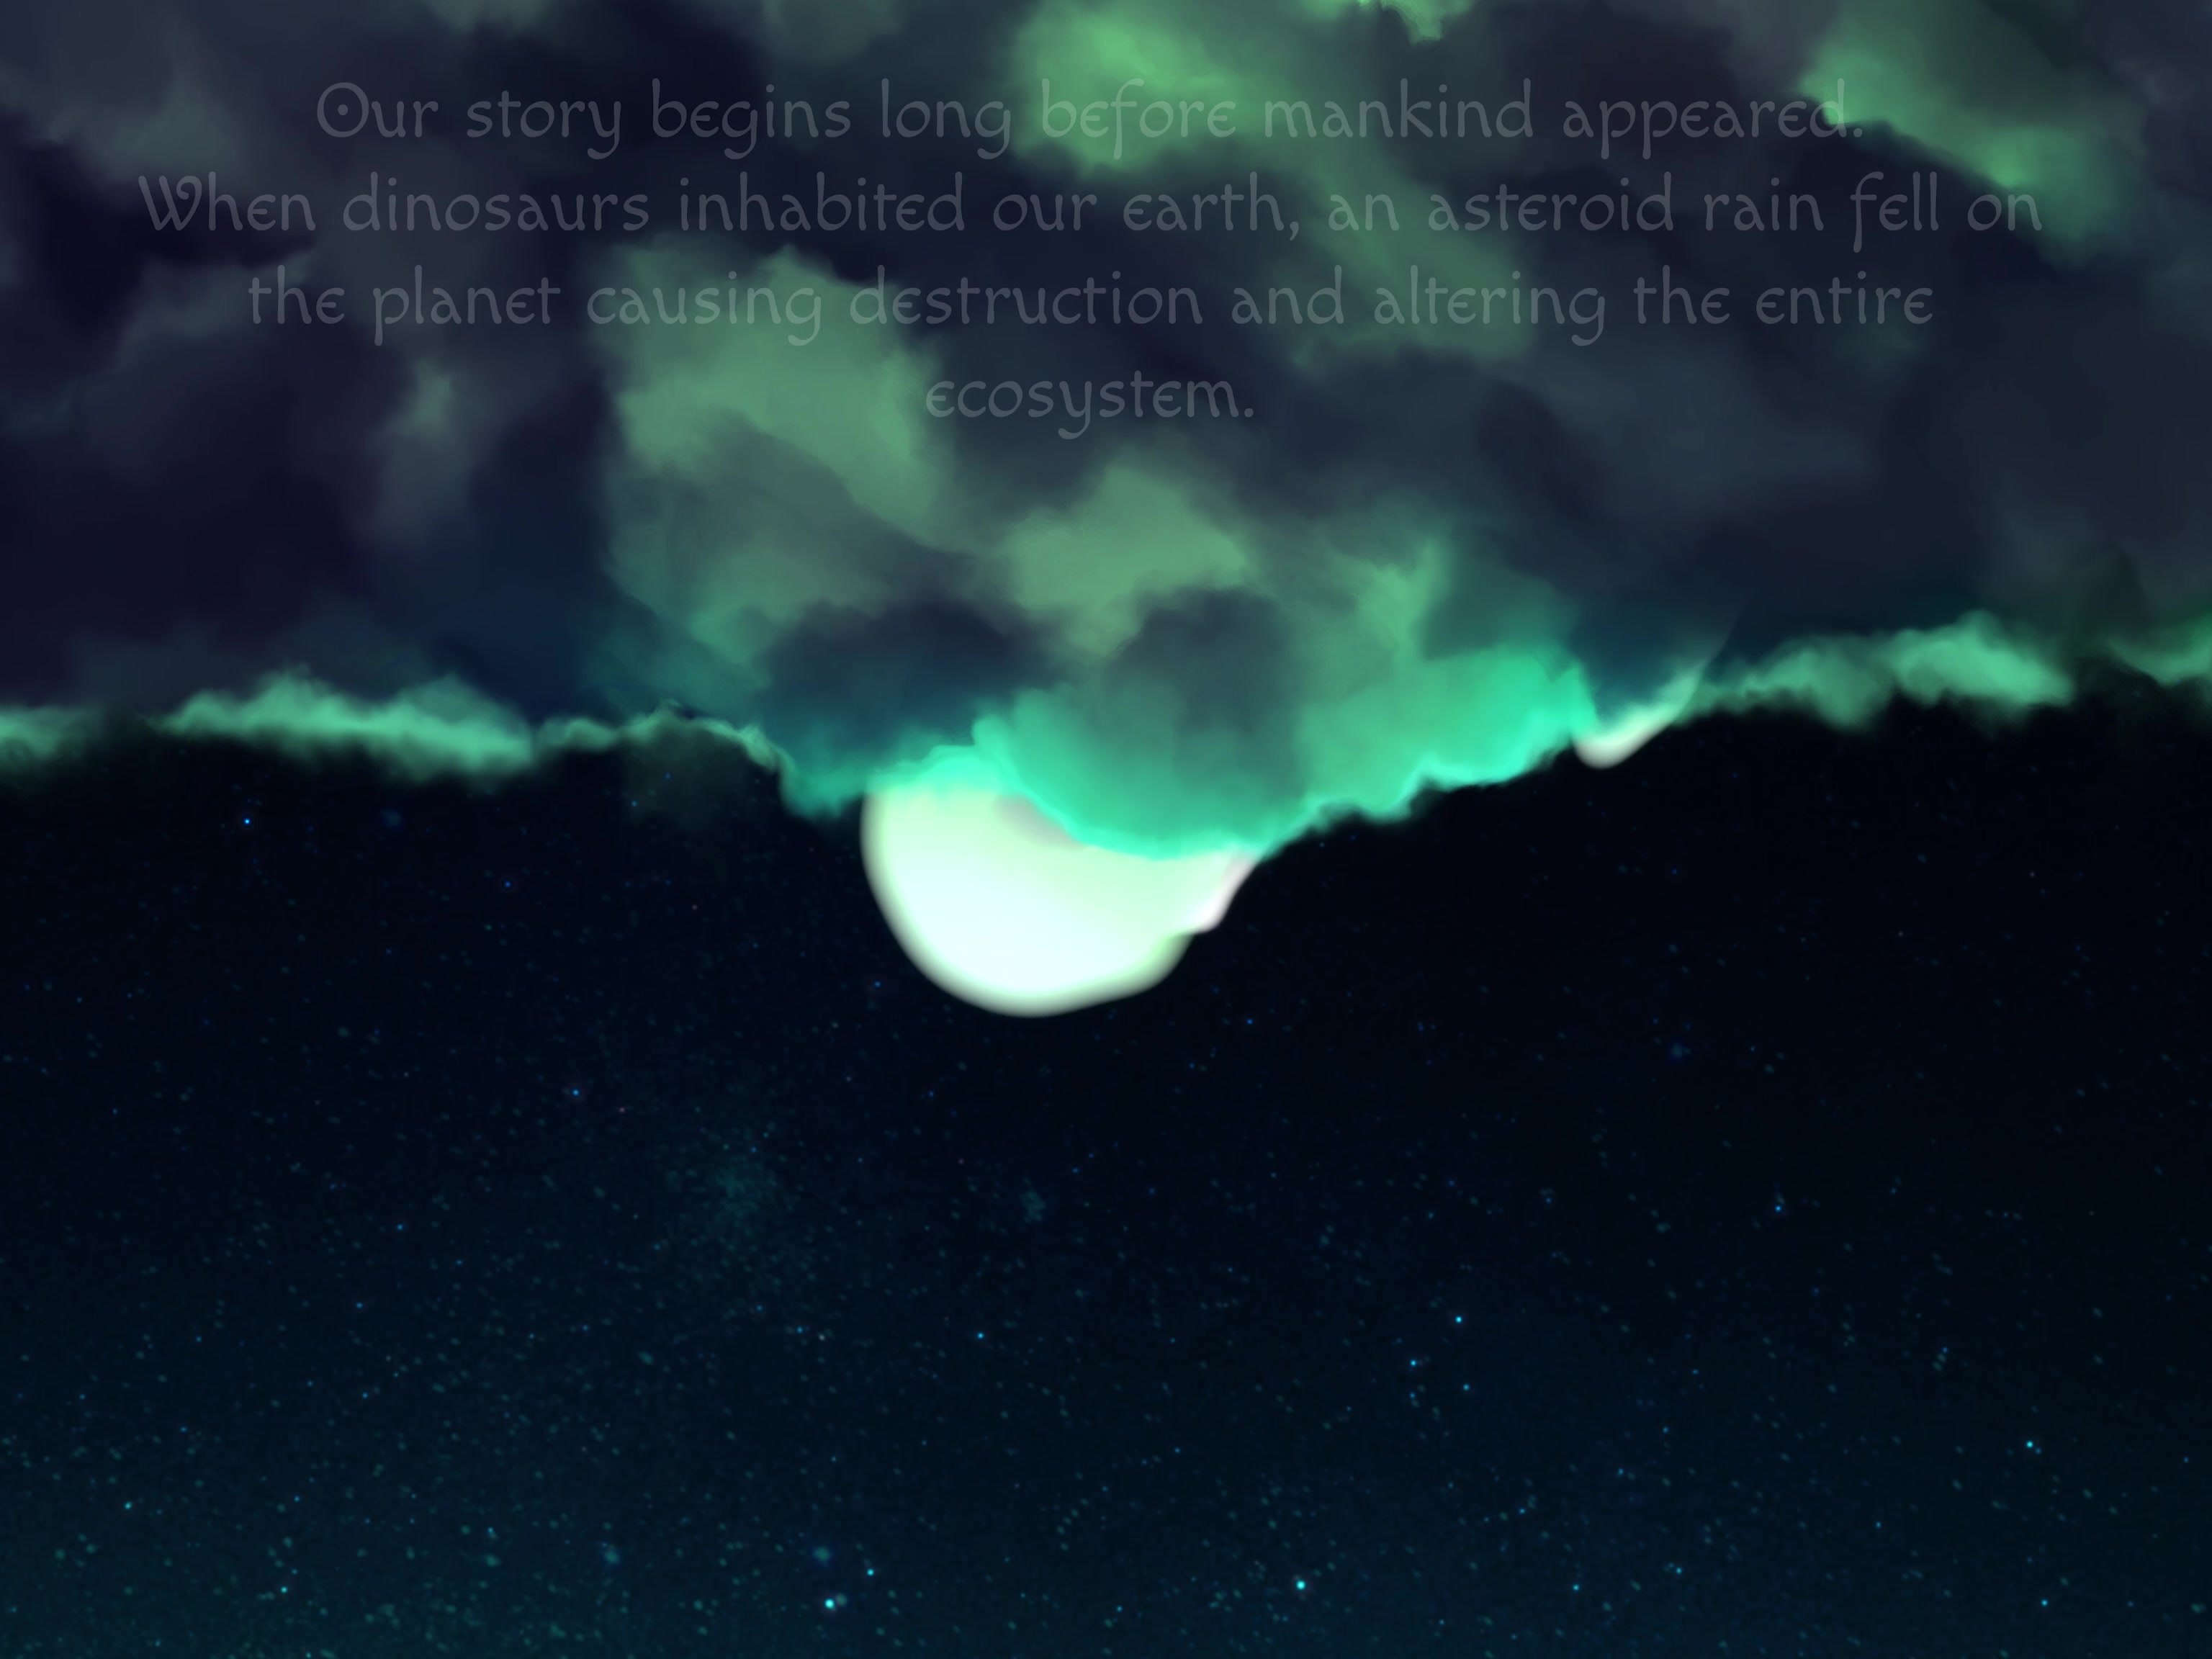 Our story begins long before mankind appeared.
When dinosaurs inhabited our earth, an asteroid rain fell on
the planet causing destruction and altering the entire
ecosystem.